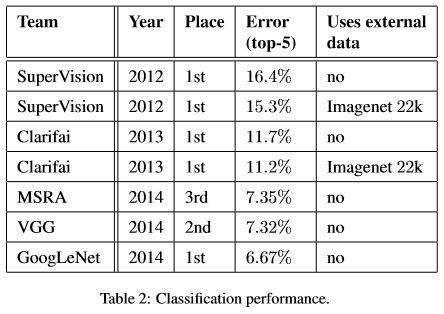 Team Year Place Error (top-5) Uses external data
SuperVision 2012 1st 16.4% no
SuperVision 2012 1st 15.3% Imagenet 22k
Clarifai 2013 1st 11.7% no
Clarifai 2013 1st 11.2% Imagenet 22k
MSRA 2014 3rd 7.35% no
VGG 2014 2nd 7.32% no
GoogLeNet 2014 1st 6.67% no
Table 2: Classification performance.